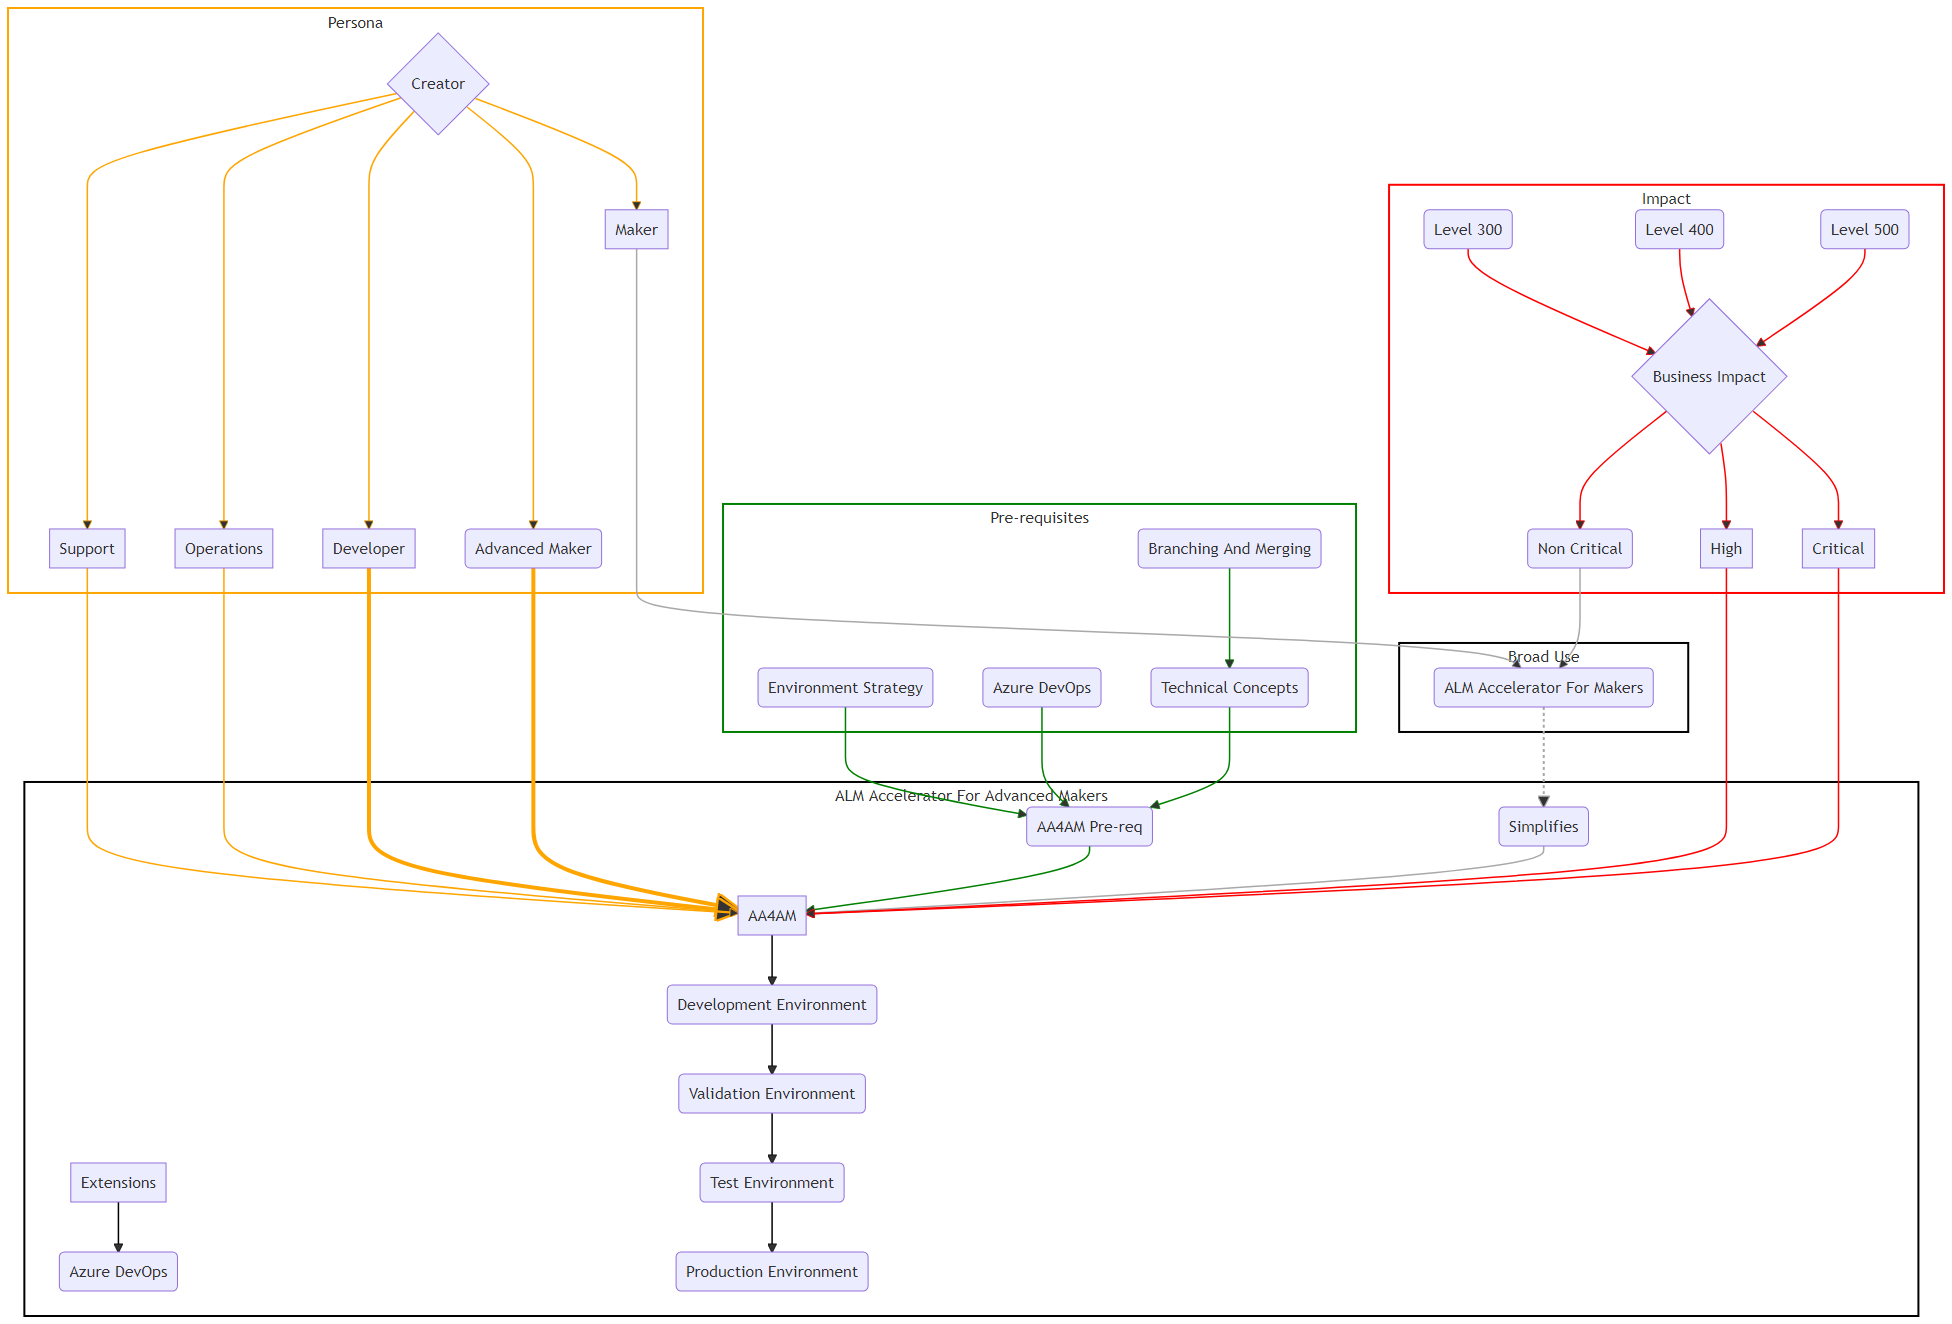 Persona
Creator
Maker
Support
Operations
Developer
Advanced Maker
Impact
Level 300
Level 400
Level 500
Business Impact
Non Critical
High
Critical
Pre-requisites
Branching And Merging
Environment Strategy
Azure DevOps
Technical Concepts
Broad Use
ALM Accelerator For Makers
ALM Accelerator For Advanced Makers
AA4AM Pre-req
Simplifies
AA4AM
Development Environment
Validation Environment
Extensions
Test Environment
Azure DevOps
Production Environment